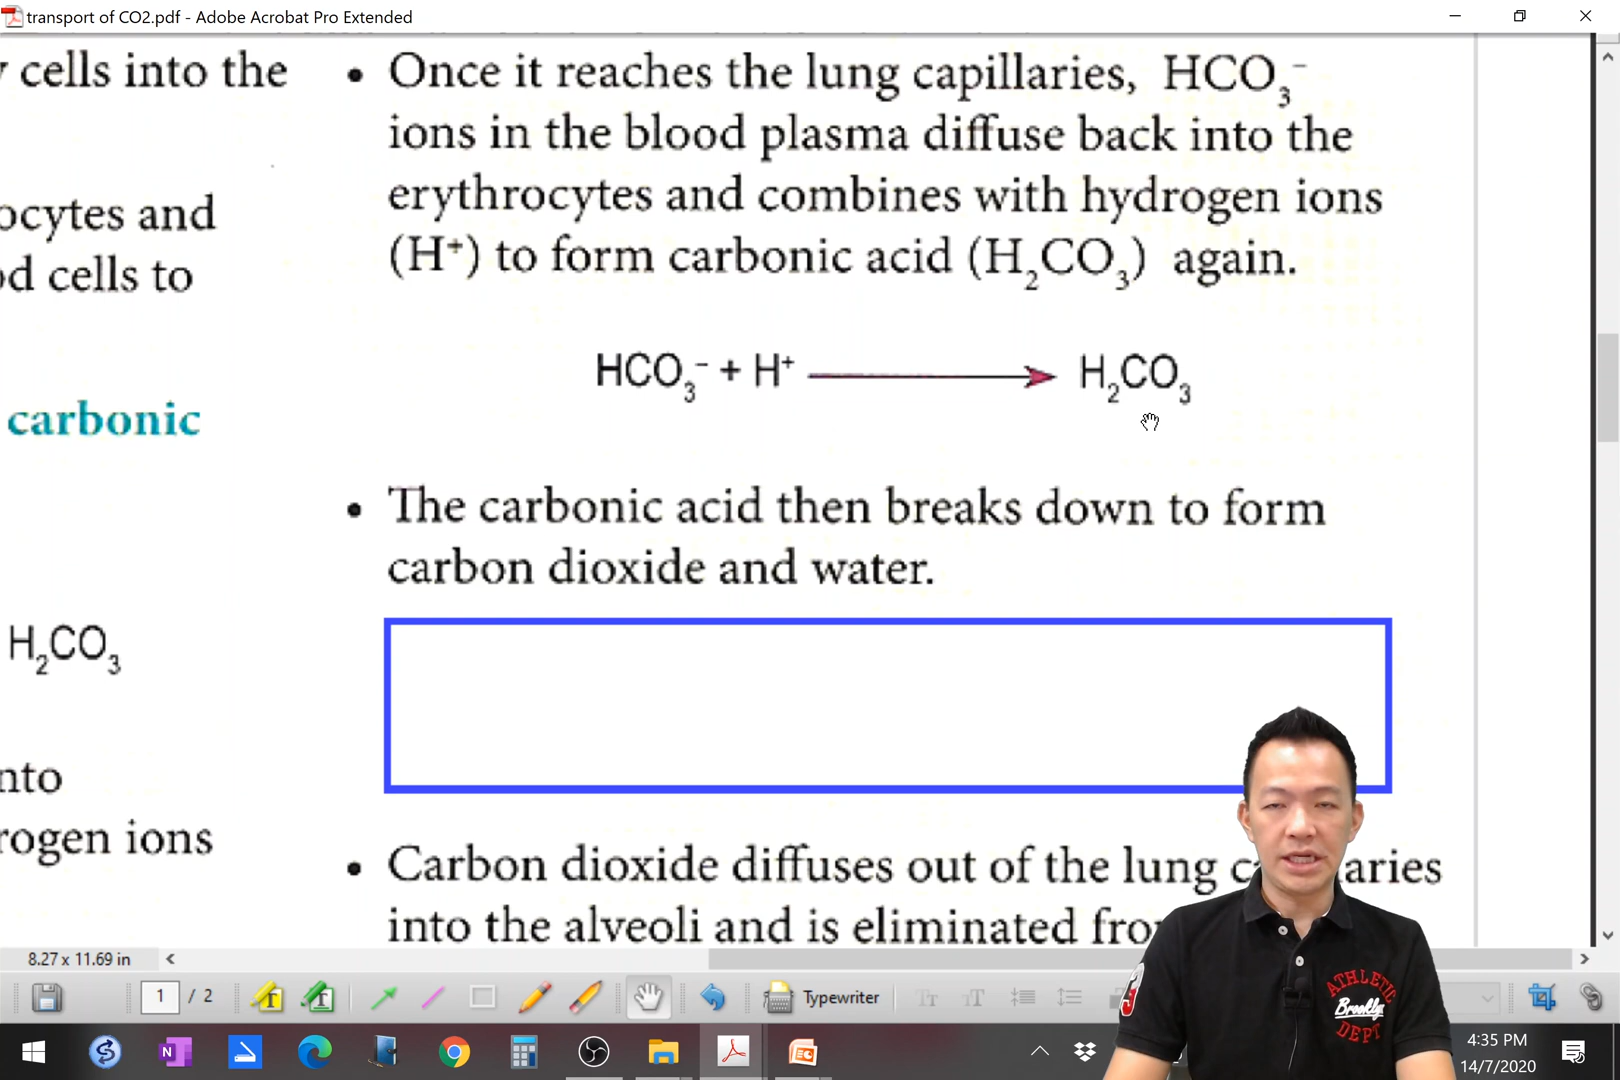 transport of CO2.pdf - Adobe Acrobat Pro Extended
cells into the
ocytes and
cells to
carbonic
H₂CO₃
rogen ions
• Once it reaches the lung capillaries, HCO₃⁻
ions in the blood plasma diffuse back into the
erythrocytes and combines with hydrogen ions
(H⁺) to form carbonic acid (H₂CO₃) again.
HCO₃⁻ + H⁺ → H₂CO₃
• The carbonic acid then breaks down to form
carbon dioxide and water.
• Carbon dioxide diffuses out of the lung
into the alveoli and is eliminated
8.27 x 11.69 in
1 / 2
Typewriter
ATHLETIC
Brooklyn
DEPT
3
4:35 PM
14/7/2020